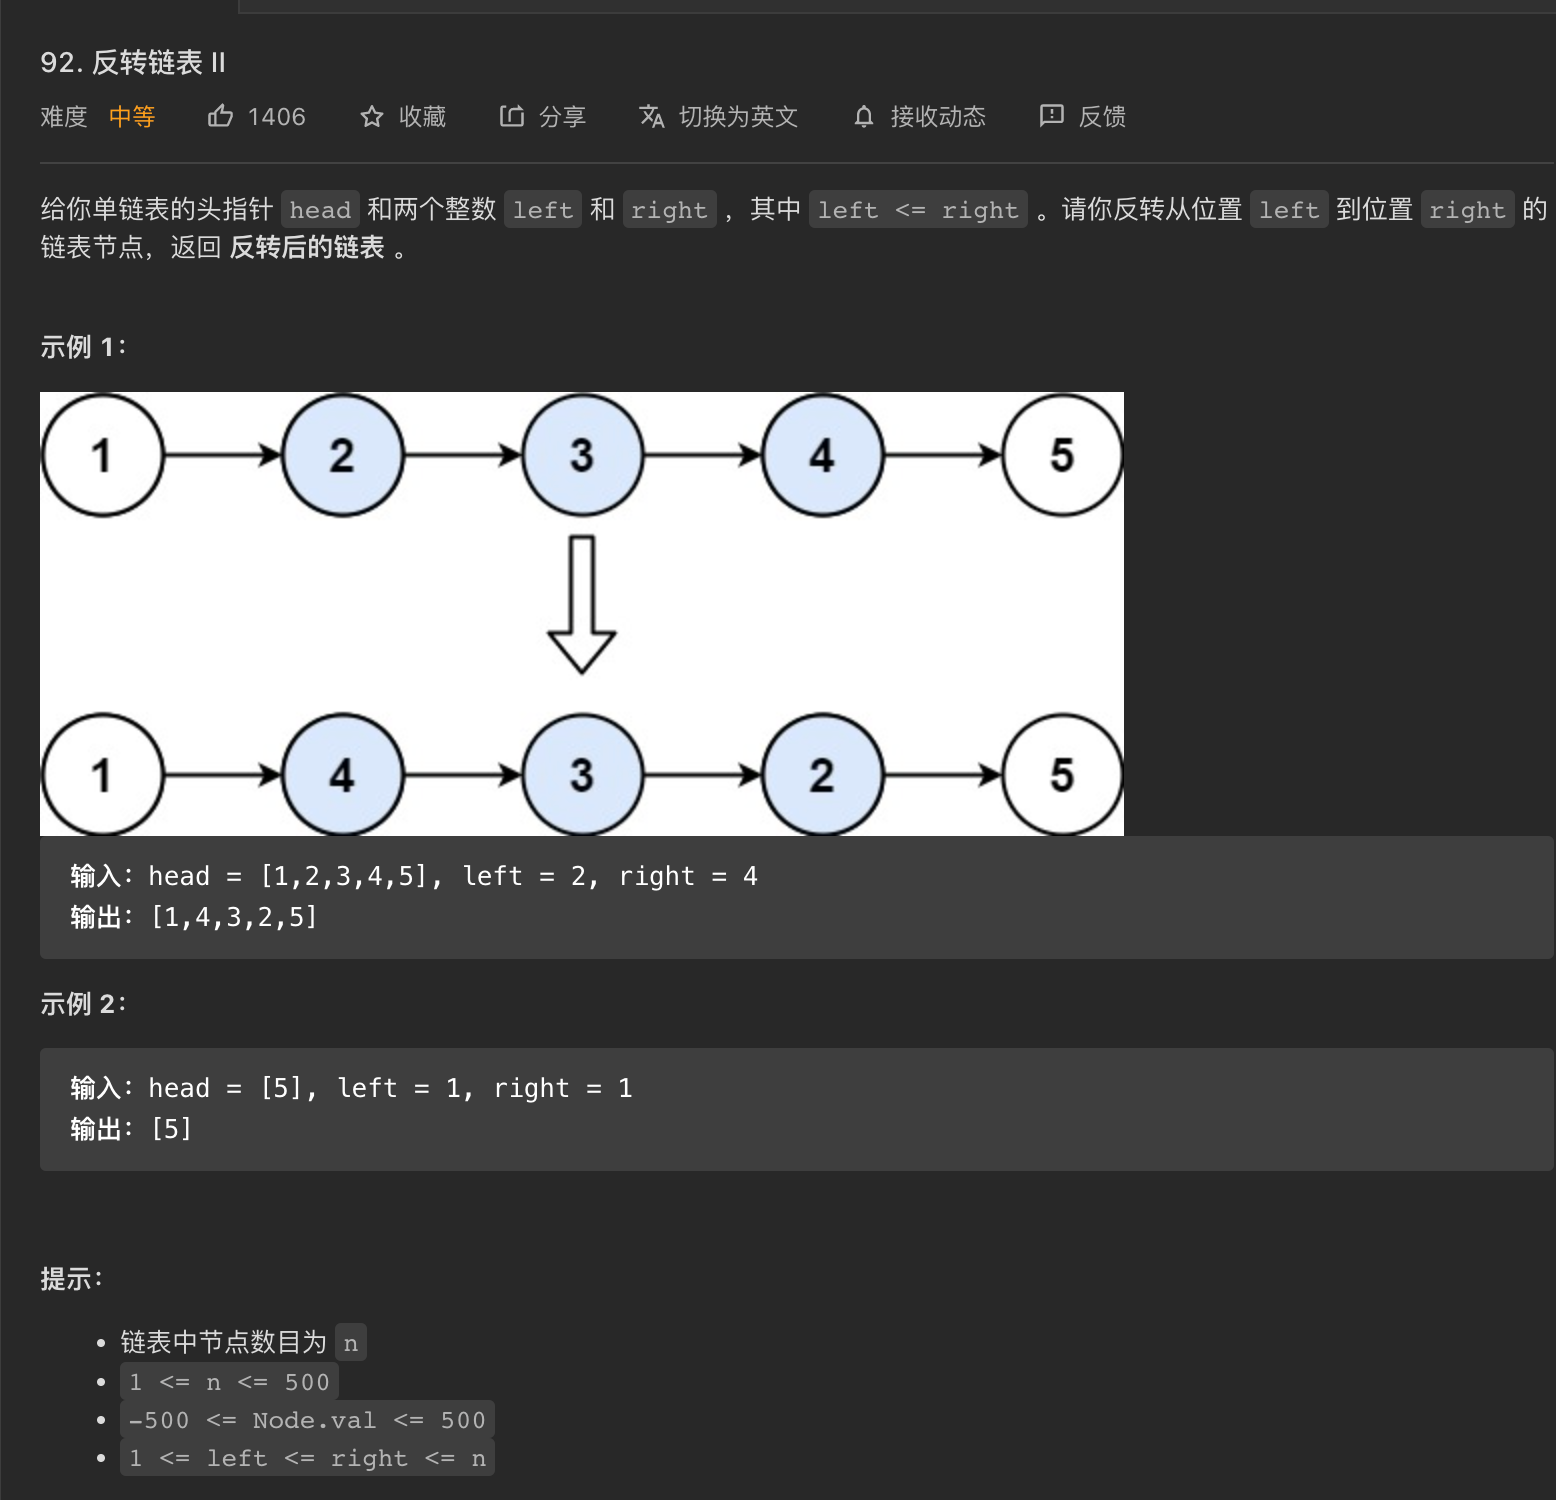 92. 反转链表 II
难度 中等 1406 收藏 分享 切换为英文 接收动态 反馈
给你单链表的头指针 head 和两个整数 left 和 right ，其中 left <= right 。请你反转从位置 left 到位置 right 的
链表节点，返回 反转后的链表 。
示例 1：
1 2 3 4 5
1 4 3 2 5
输入：head = [1,2,3,4,5], left = 2, right = 4
输出：[1,4,3,2,5]
示例 2：
输入：head = [5], left = 1, right = 1
输出：[5]
提示：
链表中节点数目为 n
1 <= n <= 500
-500 <= Node.val <= 500
1 <= left <= right <= n